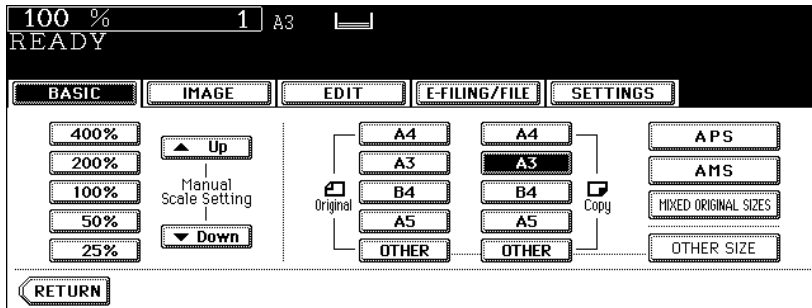 100 % 1 A3
READY
BASIC IMAGE EDIT E-FILING/FILE SETTINGS
400% Up A4 A4 APS
200% A3 A3 AMS
100% Manual Scale Setting Original B4 B4 Copy MIXED ORIGINAL SIZES
50% A5 A5
25% Down OTHER OTHER OTHER SIZE
RETURN